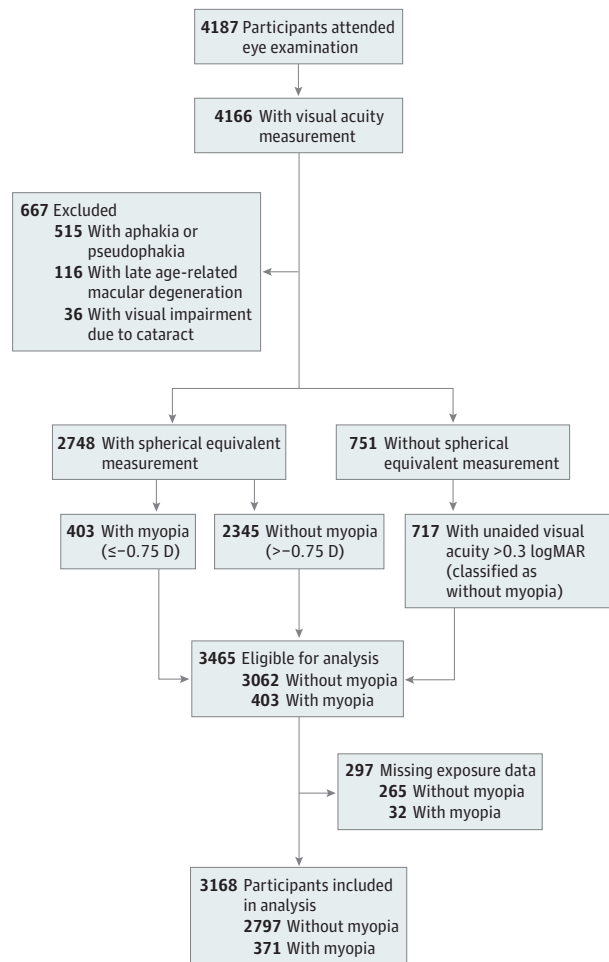 4187 Participants attended
eye examination
4166 With visual acuity
measurement
667 Excluded
515 With aphakia or
pseudophakia
116 With late age-related
macular degeneration
36 With visual impairment
due to cataract
2748 With spherical equivalent
measurement
751 Without spherical
equivalent measurement
403 With myopia
(≤−0.75 D)
2345 Without myopia
(>−0.75 D)
717 With unaided visual
acuity >0.3 logMAR
(classified as
without myopia)
3465 Eligible for analysis
3062 Without myopia
403 With myopia
297 Missing exposure data
265 Without myopia
32 With myopia
3168 Participants included
in analysis
2797 Without myopia
371 With myopia